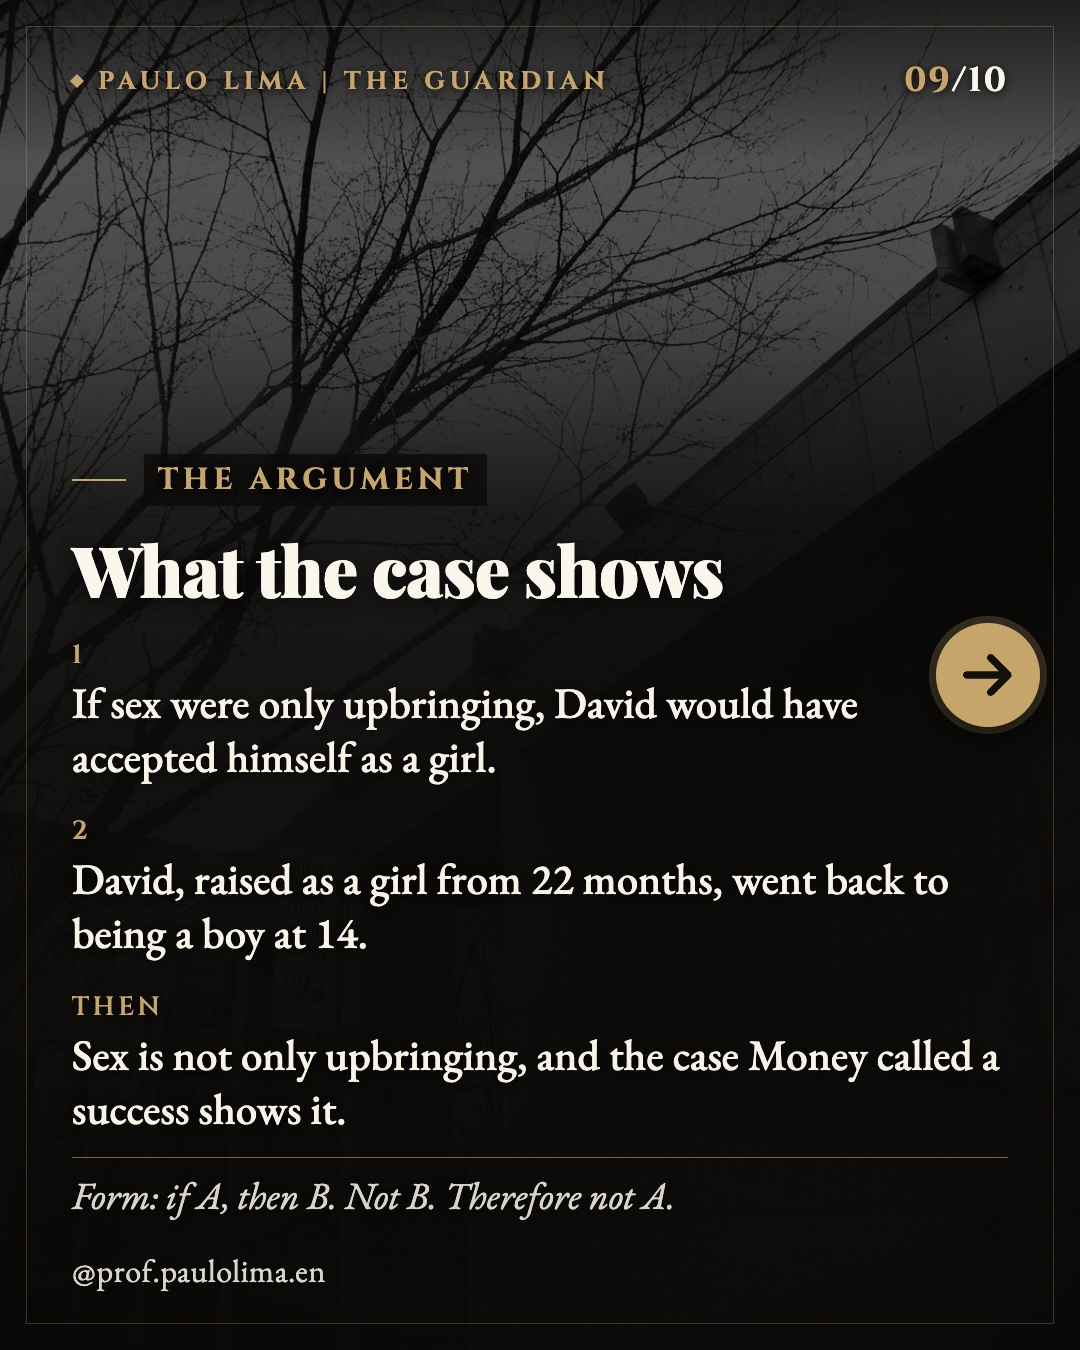 ◆ PAULO LIMA | THE GUARDIAN
09/10
THE ARGUMENT
What the case shows
1
If sex were only upbringing, David would have
accepted himself as a girl.
2
David, raised as a girl from 22 months, went back to
being a boy at 14.
THEN
Sex is not only upbringing, and the case Money called a
success shows it.
Form: if A, then B. Not B. Therefore not A.
@prof.paulolima.en